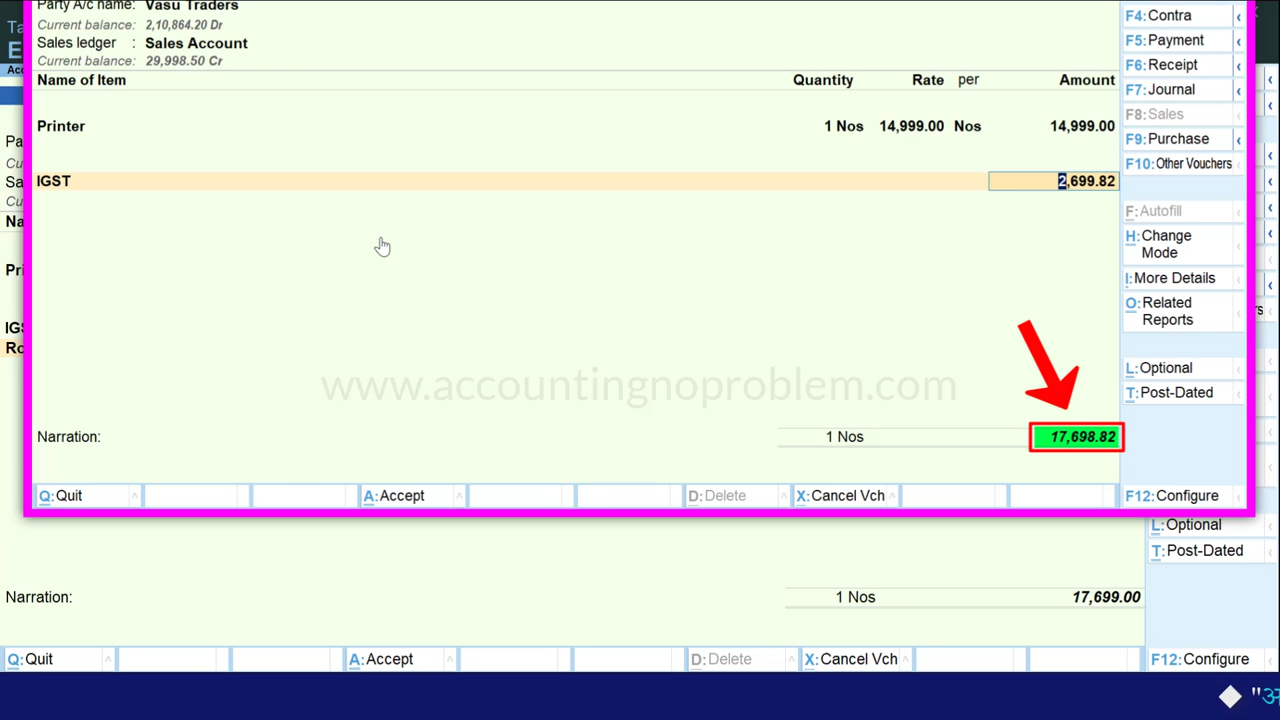 Party A/c name: Vasu Traders
Current balance: 2,10,864.20 Dr
Sales ledger : Sales Account
Current balance: 29,998.50 Cr
Name of Item Quantity Rate per Amount
Printer 1 Nos 14,999.00 Nos 14,999.00
IGST 2,699.82
www.accountingnoproblem.com
Narration: 1 Nos 17,698.82
Q:Quit A:Accept D:Delete X:Cancel Vch F12:Configure
F4:Contra
F5:Payment
F6:Receipt
F7:Journal
F8:Sales
F9:Purchase
F10:Other Vouchers
F:Autofill
H:Change
Mode
I:More Details
O:Related
Reports
L:Optional
T:Post-Dated
L:Optional
T:Post-Dated
Narration: 1 Nos 17,699.00
Q:Quit A:Accept D:Delete X:Cancel Vch F12:Configure